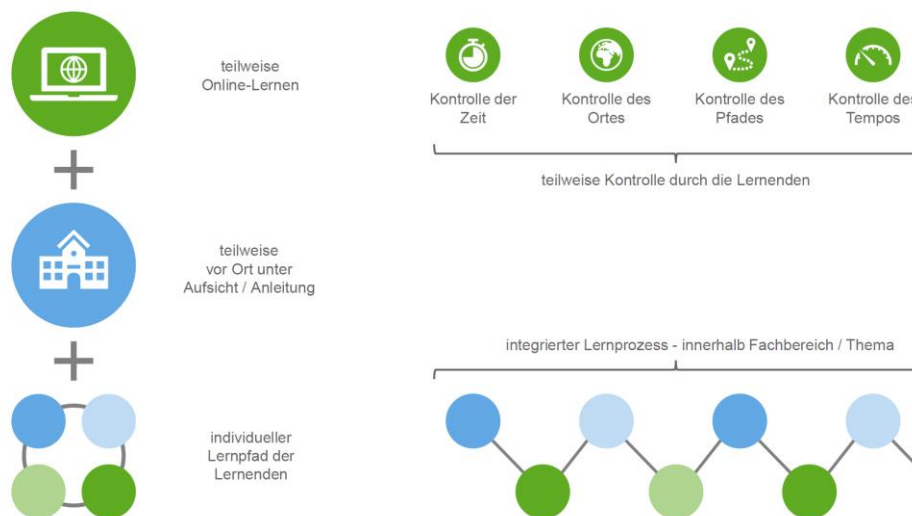 teilweise
Online-Lernen
Kontrolle der
Zeit
Kontrolle des
Ortes
Kontrolle des
Pfades
Kontrolle des
Tempos
teilweise Kontrolle durch die Lernenden
teilweise
vor Ort unter
Aufsicht / Anleitung
integrierter Lernprozess - innerhalb Fachbereich / Thema
individueller
Lernpfad der
Lernenden